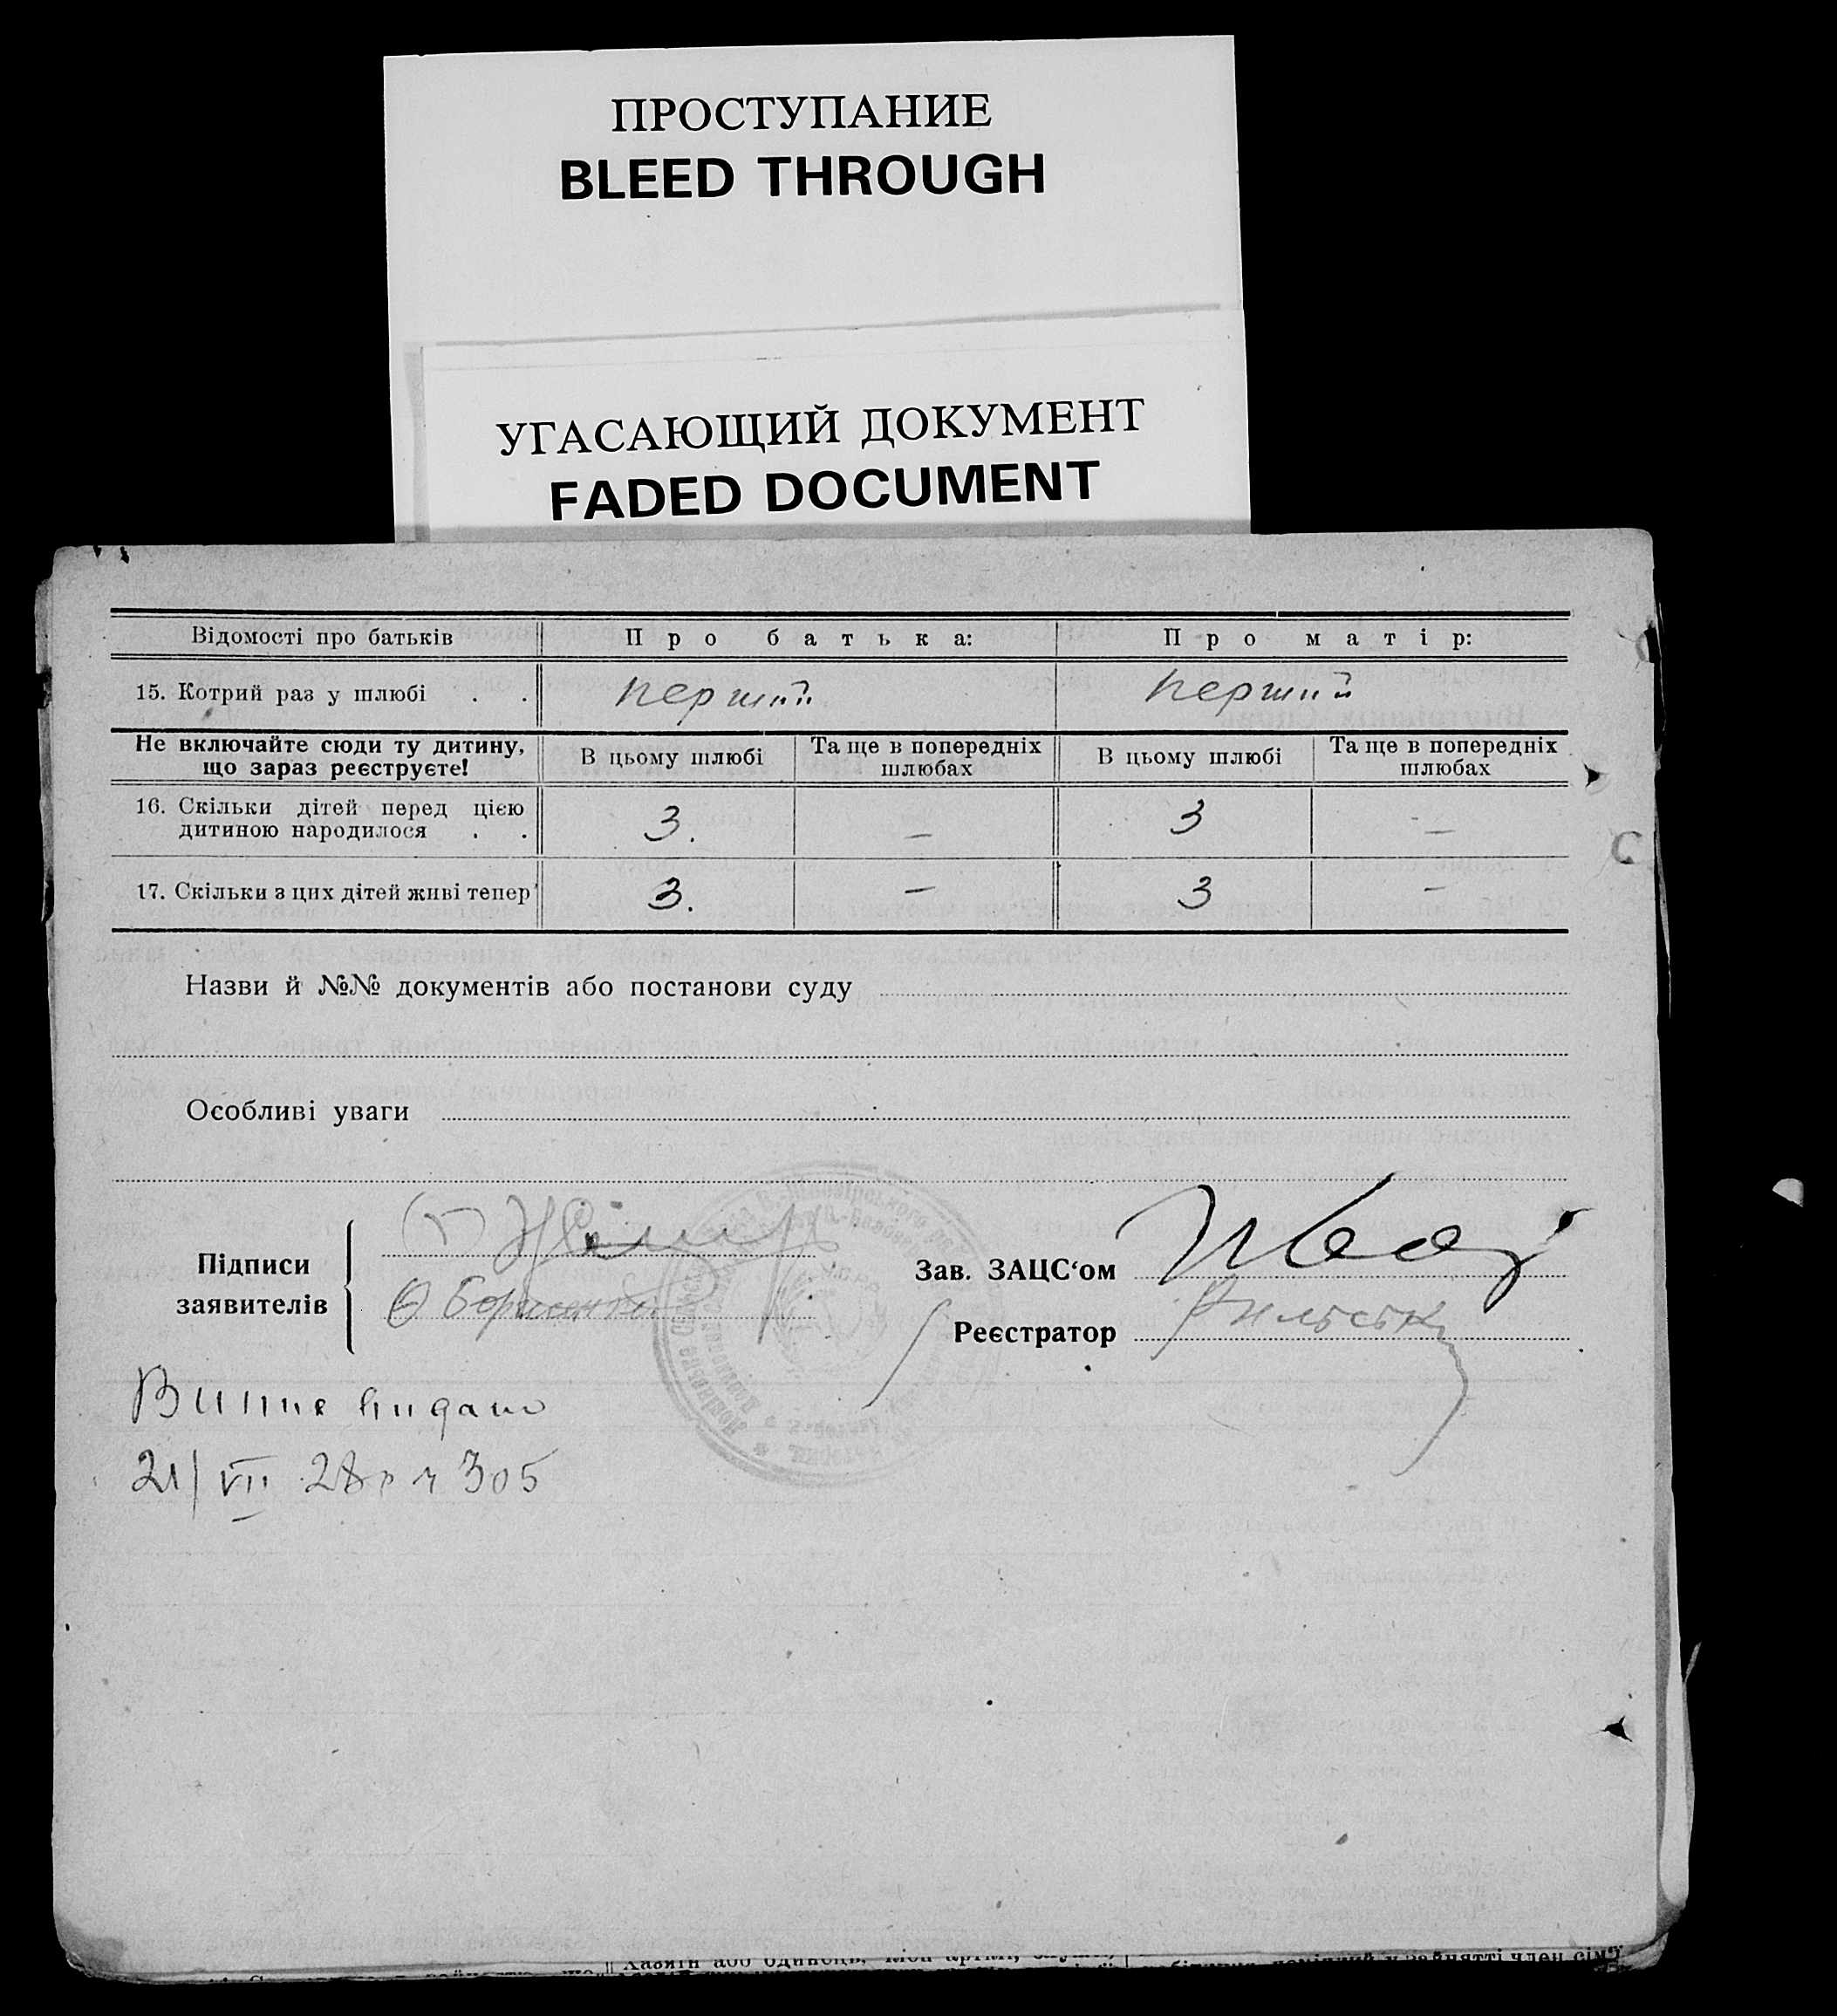 ПРОСТУПАНИЕ
BLEED THROUGH
УГАСАЮЩИЙ ДОКУМЕНТ
FADED DOCUMENT
Відомості про батьків Про батька: Про матір:
15. Котрий раз у шлюбі . . перший перший
Не включайте сюди ту дитину, що зараз реєструєте! В цьому шлюбі Та ще в попередніх шлюбах В цьому шлюбі Та ще в попередніх шлюбах
16. Скільки дітей перед цією дитиною народилося . . 3. — 3 —
17. Скільки з цих дітей живі тепер 3. — 3 —
Назви й №№ документів або постанови суду
Особливі уваги
Підписи заявителів
Зав. ЗАЦС‘ом
Реєстратор
видано
21/VII 28р 305